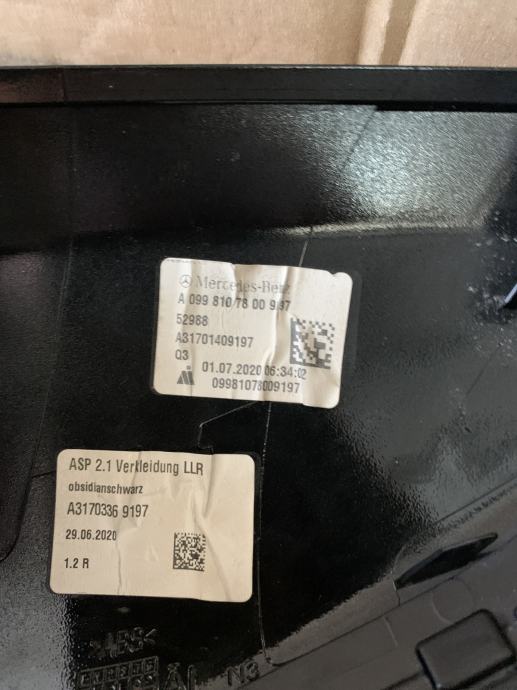 Mercedes-Benz
A 099 810 78 00 9197
52988
A31701409197
Q3
01.07.2020 06:34:02
09981078009197
ASP 2.1 Verkleidung LLR
obsidianschwarz
A3170336 9197
29.06.2020
1.2 R
>ABS<